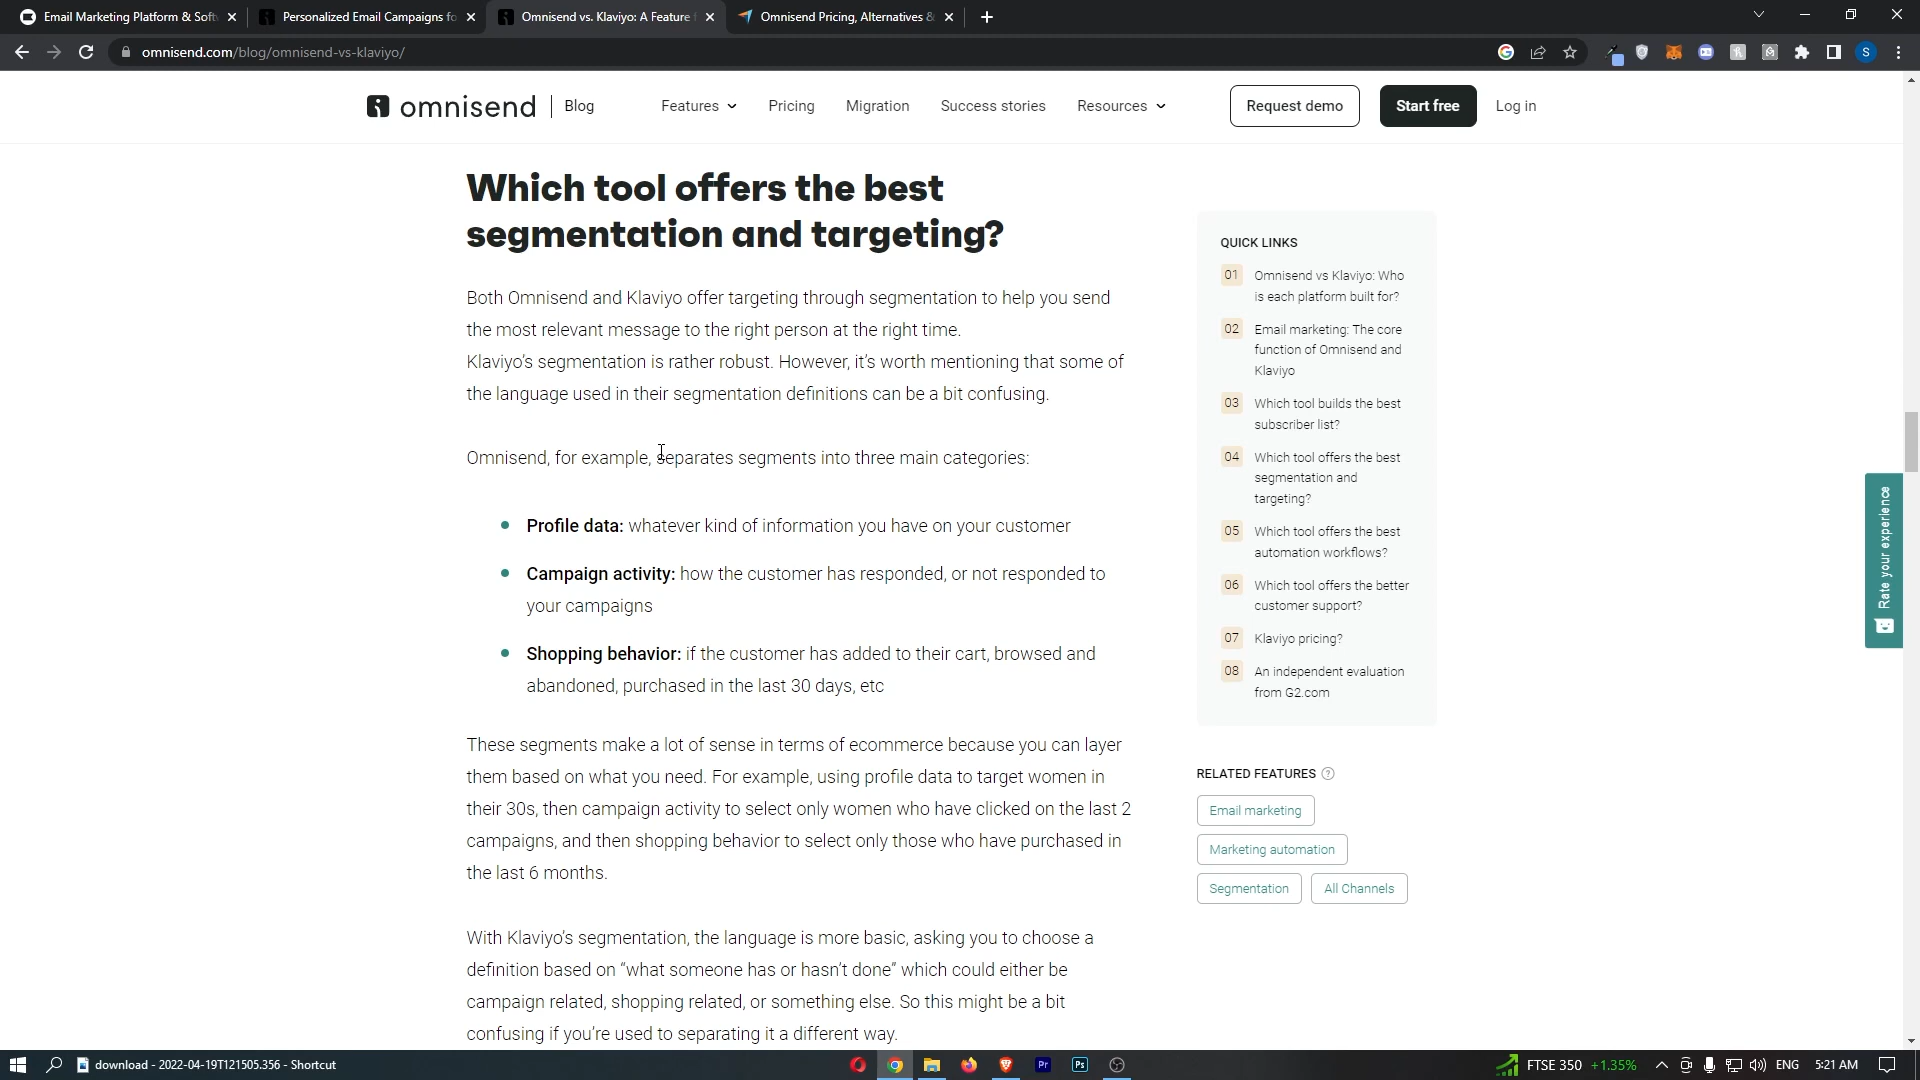 Email Marketing Platform & Soft
Personalized Email Campaigns fo
Omnisend vs. Klaviyo: A Feature
Omnisend Pricing, Alternatives &
omnisend.com/blog/omnisend-vs-klaviyo/
S
omnisend
Blog
Features
Pricing
Migration
Success stories
Resources
Request demo
Start free
Log in
Which tool offers the best
segmentation and targeting?
Both Omnisend and Klaviyo offer targeting through segmentation to help you send
the most relevant message to the right person at the right time.
Klaviyo’s segmentation is rather robust. However, it’s worth mentioning that some of
the language used in their segmentation definitions can be a bit confusing.
Omnisend, for example, separates segments into three main categories:
Profile data: whatever kind of information you have on your customer
Campaign activity: how the customer has responded, or not responded to
your campaigns
Shopping behavior: if the customer has added to their cart, browsed and
abandoned, purchased in the last 30 days, etc
These segments make a lot of sense in terms of ecommerce because you can layer
them based on what you need. For example, using profile data to target women in
their 30s, then campaign activity to select only women who have clicked on the last 2
campaigns, and then shopping behavior to select only those who have purchased in
the last 6 months.
With Klaviyo’s segmentation, the language is more basic, asking you to choose a
definition based on “what someone has or hasn’t done” which could either be
campaign related, shopping related, or something else. So this might be a bit
confusing if you’re used to separating it a different way.
QUICK LINKS
01 Omnisend vs Klaviyo: Who
is each platform built for?
02 Email marketing: The core
function of Omnisend and
Klaviyo
03 Which tool builds the best
subscriber list?
04 Which tool offers the best
segmentation and
targeting?
05 Which tool offers the best
automation workflows?
06 Which tool offers the better
customer support?
07 Klaviyo pricing?
08 An independent evaluation
from G2.com
RELATED FEATURES ?
Email marketing
Marketing automation
Segmentation
All Channels
Rate your experience
download - 2022-04-19T121505.356 - Shortcut
Pr
Ps
FTSE 350 +1.35%
ENG
5:21 AM